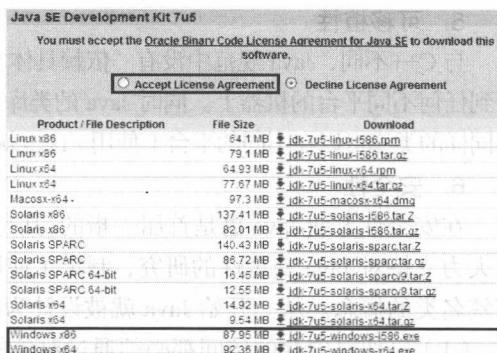 Java SE Development Kit 7u5
You must accept the Oracle Binary Code License Agreement for Java SE to download this
software.
Accept License Agreement Decline License Agreement
Product / File Description File Size Download
Linux x86 64.1 MB jdk-7u5-linux-i586.rpm
Linux x86 79.1 MB jdk-7u5-linux-i586.tar.gz
Linux x64 64.93 MB jdk-7u5-linux-x64.rpm
Linux x64 77.67 MB jdk-7u5-linux-x64.tar.gz
Macosx-x64 97.3 MB jdk-7u5-macosx-x64.dmg
Solaris x86 137.41 MB jdk-7u5-solaris-i586.tar.Z
Solaris x86 82.01 MB jdk-7u5-solaris-i586.tar.gz
Solaris SPARC 140.43 MB jdk-7u5-solaris-sparc.tar.Z
Solaris SPARC 86.72 MB jdk-7u5-solaris-sparc.tar.gz
Solaris SPARC 64-bit 16.45 MB jdk-7u5-solaris-sparcv9.tar.Z
Solaris SPARC 64-bit 12.55 MB jdk-7u5-solaris-sparcv9.tar.gz
Solaris x64 14.92 MB jdk-7u5-solaris-x64.tar.Z
Solaris x64 9.54 MB jdk-7u5-solaris-x64.tar.gz
Windows x86 87.95 MB jdk-7u5-windows-i586.exe
Windows x64 92.36 MB jdk-7u5-windows-x64.exe